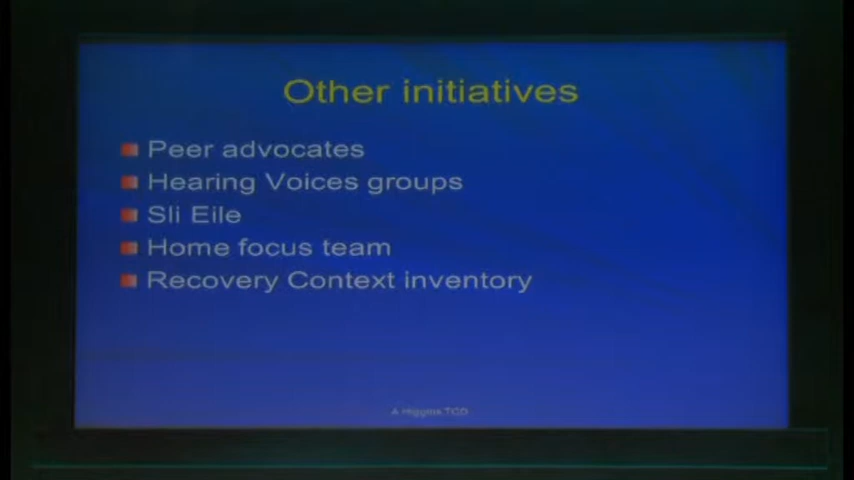 Other initiatives
Peer advocates
Hearing Voices groups
Sli Eile
Home focus team
Recovery Context inventory
A Higgins TCD